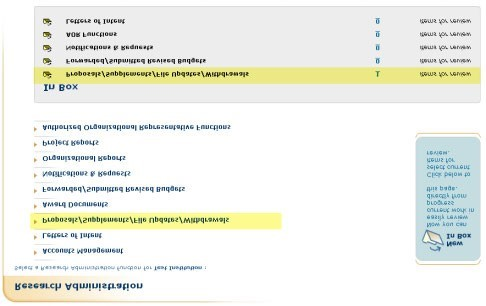 Research Administration
Select a Research Administration function for Test Institution :
Accounts Management
Letters of Intent
Proposals/Supplements/File Updates/Withdrawals
Award Documents
Forwarded/Submitted Revised Budgets
Notifications & Requests
Organizational Reports
Project Reports
Authorized Organizational Representative Functions
New
In Box
Now you can
easily review
current work in
progress
directly from
this page.
Click below to
select current
items for
review.
In Box
Proposals/Supplements/File Updates/Withdrawals 1 items for review
Forwarded/Submitted Revised Budgets 0 items for review
Notifications & Requests 0 items for review
AOR Functions 0 items for review
Letters of Intent 0 items for review